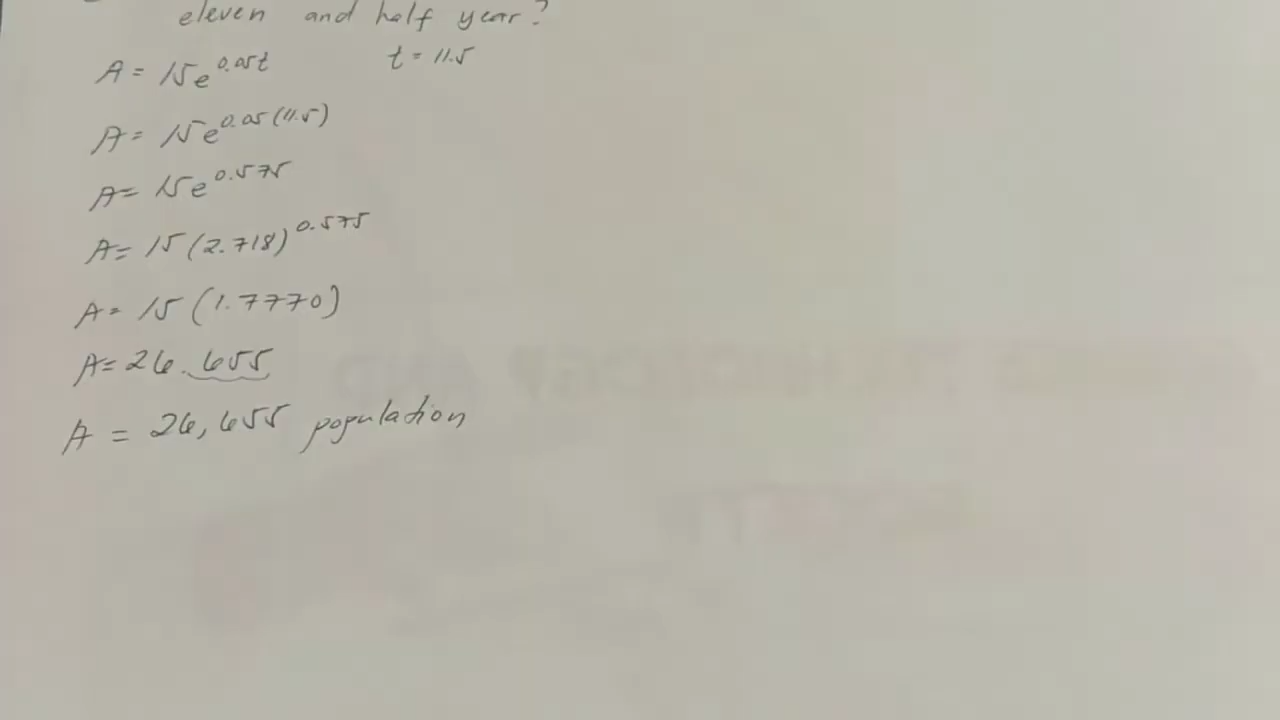 eleven and half year?
A = 15e^0.05t t = 11.5
A = 15e^0.05(11.5)
A = 15e^0.575
A = 15(2.718)^0.575
A = 15(1.7770)
A = 26.655
A = 26,655 population